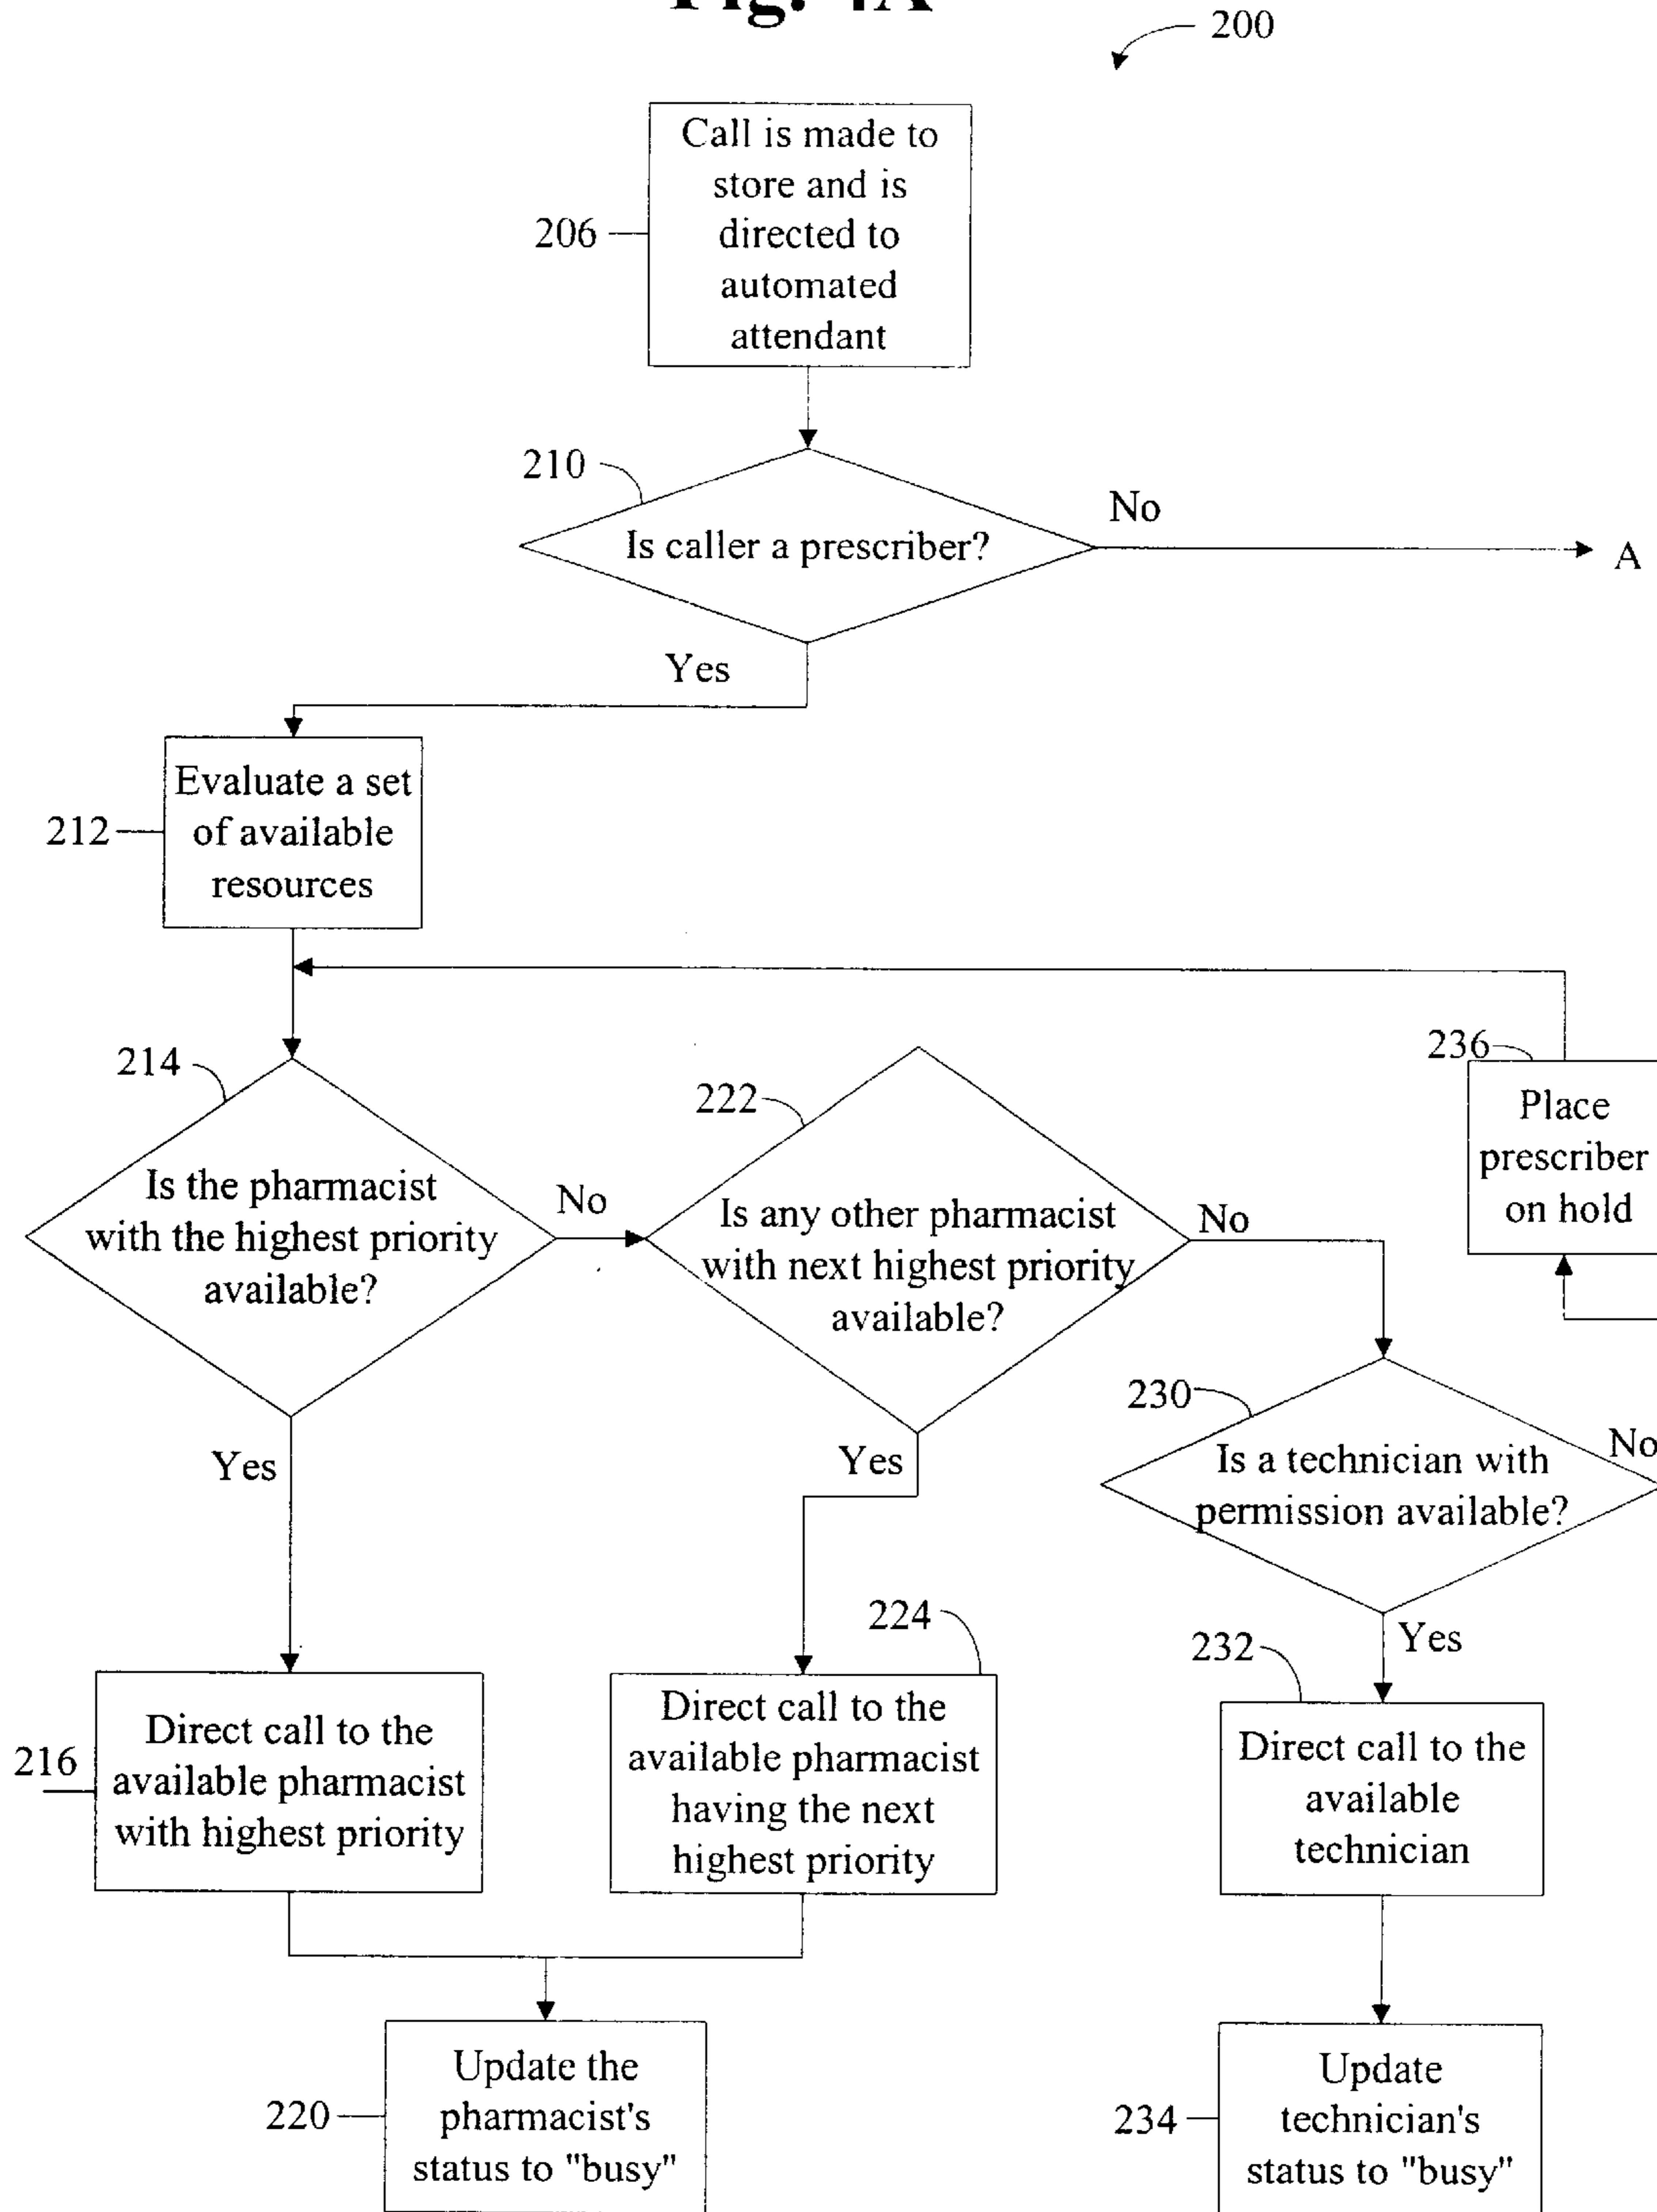 200
Call is made to
store and is
directed to
automated
attendant
206
210
Is caller a prescriber?
No
A
Yes
Evaluate a set
of available
resources
212
214
Is the pharmacist
with the highest priority
available?
No
222
Is any other pharmacist
with next highest priority
available?
No
236
Place
prescriber
on hold
230
Is a technician with
permission available?
No
Yes
Yes
Yes
216
Direct call to the
available pharmacist
with highest priority
224
Direct call to the
available pharmacist
having the next
highest priority
232
Direct call to the
available
technician
220
Update the
pharmacist's
status to "busy"
234
Update
technician's
status to "busy"